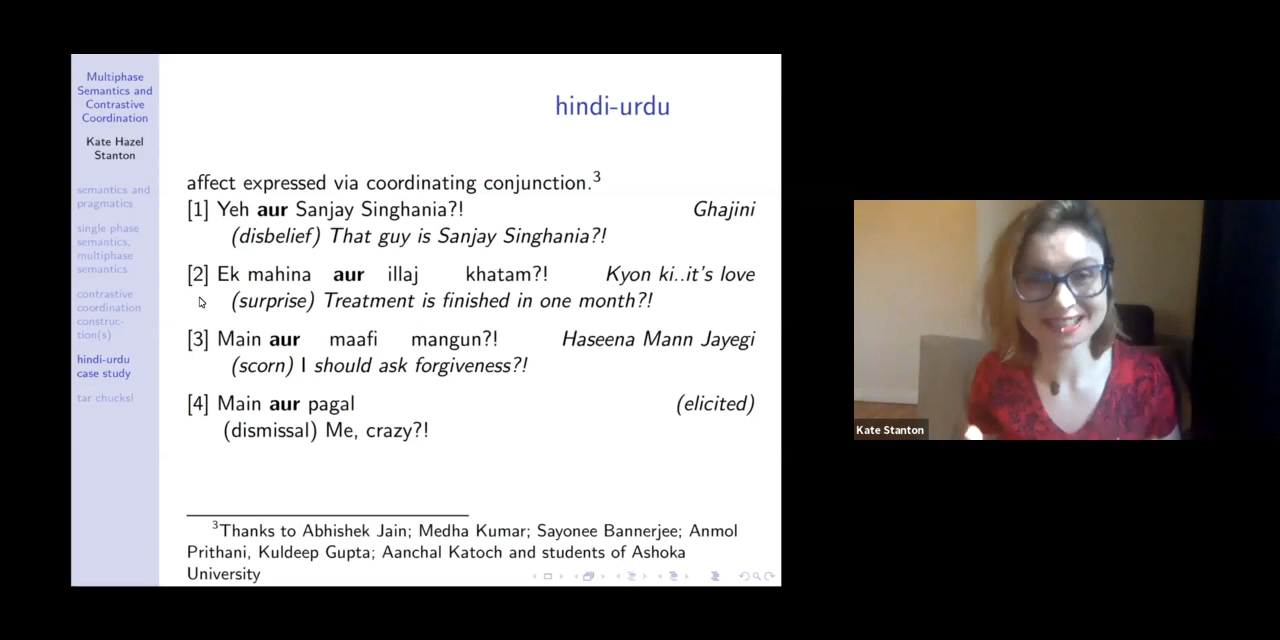 Multiphase
Semantics and
Contrastive
Coordination
Kate Hazel
Stanton
semantics and
pragmatics
single phase
semantics,
multiphase
semantics
contrastive
coordination
construc-
tion(s)
hindi-urdu
case study
tar chucks!
hindi-urdu
affect expressed via coordinating conjunction.3
[1] Yeh aur Sanjay Singhania?! Ghajini
(disbelief) That guy is Sanjay Singhania?!
[2] Ek mahina aur illaj khatam?! Kyon ki..it's love
(surprise) Treatment is finished in one month?!
[3] Main aur maafi mangun?! Haseena Mann Jayegi
(scorn) I should ask forgiveness?!
[4] Main aur pagal (elicited)
(dismissal) Me, crazy?!
3Thanks to Abhishek Jain; Medha Kumar; Sayonee Bannerjee; Anmol
Prithani, Kuldeep Gupta; Aanchal Katoch and students of Ashoka
University
Kate Stanton